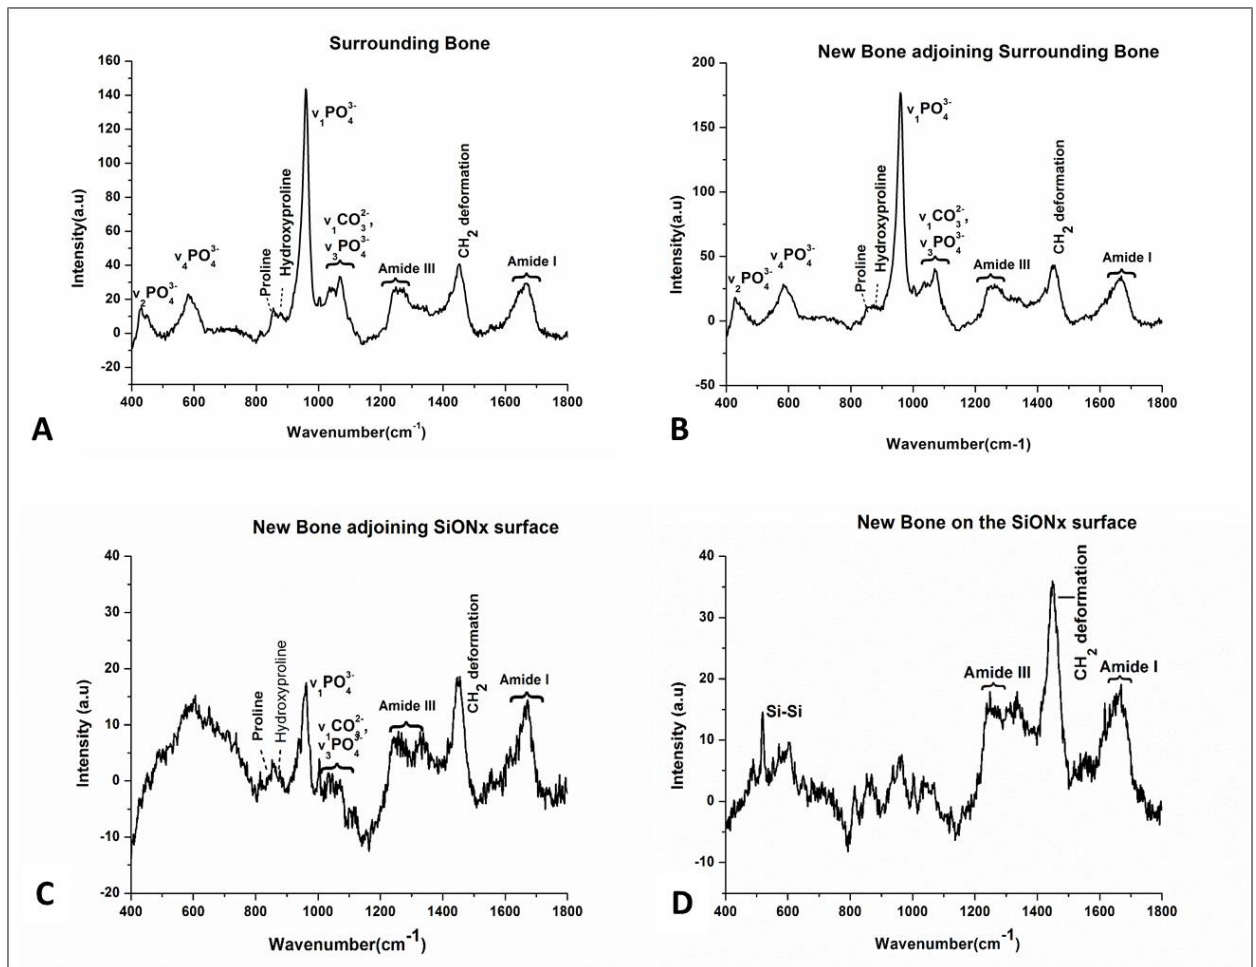 Surrounding Bone
160
140
120
100
80
60
40
20
0
-20
Intensity(a.u)
v₂PO₄³⁻
v₄PO₄³⁻
Proline
Hydroxyproline
v₁PO₄³⁻
v₁CO₃²⁻,
v₃PO₄³⁻
Amide III
CH₂ deformation
Amide I
400 600 800 1000 1200 1400 1600 1800
Wavenumber(cm⁻¹)
A
New Bone adjoining Surrounding Bone
200
150
100
50
0
-50
Intensity(a.u)
v₂PO₄³⁻
v₄PO₄³⁻
Proline
Hydroxyproline
v₁PO₄³⁻
v₁CO₃²⁻,
v₃PO₄³⁻
Amide III
CH₂ deformation
Amide I
400 600 800 1000 1200 1400 1600 1800
Wavenumber(cm-1)
B
New Bone adjoining SiONx surface
40
30
20
10
0
-10
-20
Intensity (a.u)
Proline
Hydroxyproline
v₁PO₄³⁻
v₁CO₃²⁻,
v₃PO₄³⁻
Amide III
CH₂ deformation
Amide I
400 600 800 1000 1200 1400 1600 1800
Wavenumber(cm⁻¹)
C
New Bone on the SiONx surface
40
30
20
10
0
-10
Intensity (a.u)
Si-Si
Amide III
CH₂ deformation
Amide I
400 600 800 1000 1200 1400 1600 1800
Wavenumber(cm⁻¹)
D